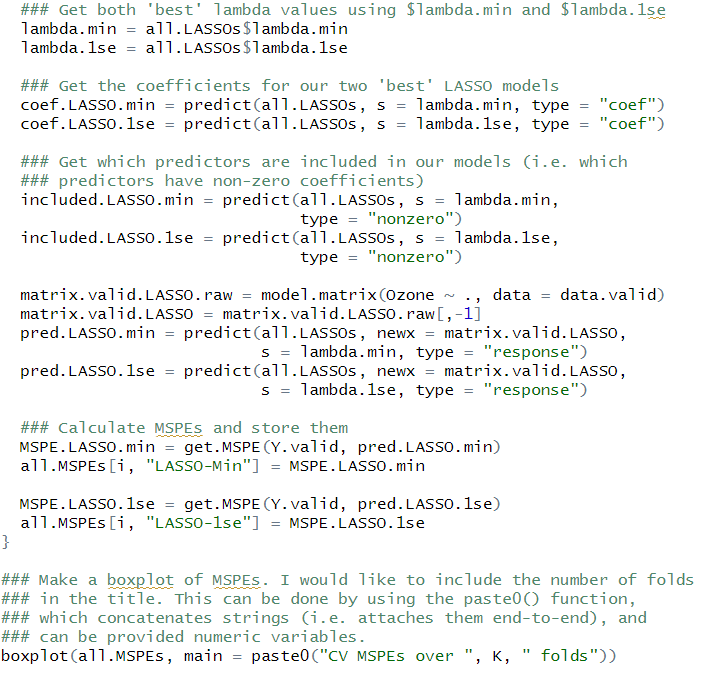 ### Get both 'best' lambda values using $lambda.min and $lambda.1se
lambda.min = all.LASSOs$lambda.min
lambda.1se = all.LASSOs$lambda.1se
### Get the coefficients for our two 'best' LASSO models
coef.LASSO.min = predict(all.LASSOs, s = lambda.min, type = "coef")
coef.LASSO.1se = predict(all.LASSOs, s = lambda.1se, type = "coef")
### Get which predictors are included in our models (i.e. which
### predictors have non-zero coefficients)
included.LASSO.min = predict(all.LASSOs, s = lambda.min,
type = "nonzero")
included.LASSO.1se = predict(all.LASSOs, s = lambda.1se,
type = "nonzero")
matrix.valid.LASSO.raw = model.matrix(Ozone ~ ., data = data.valid)
matrix.valid.LASSO = matrix.valid.LASSO.raw[,-1]
pred.LASSO.min = predict(all.LASSOs, newx = matrix.valid.LASSO,
s = lambda.min, type = "response")
pred.LASSO.1se = predict(all.LASSOs, newx = matrix.valid.LASSO,
s = lambda.1se, type = "response")
### Calculate MSPEs and store them
MSPE.LASSO.min = get.MSPE(Y.valid, pred.LASSO.min)
all.MSPEs[i, "LASSO-Min"] = MSPE.LASSO.min
MSPE.LASSO.1se = get.MSPE(Y.valid, pred.LASSO.1se)
all.MSPEs[i, "LASSO-1se"] = MSPE.LASSO.1se
}
### Make a boxplot of MSPEs. I would like to include the number of folds
### in the title. This can be done by using the paste0() function,
### which concatenates strings (i.e. attaches them end-to-end), and
### can be provided numeric variables.
boxplot(all.MSPEs, main = paste0("CV MSPEs over ", K, " folds"))